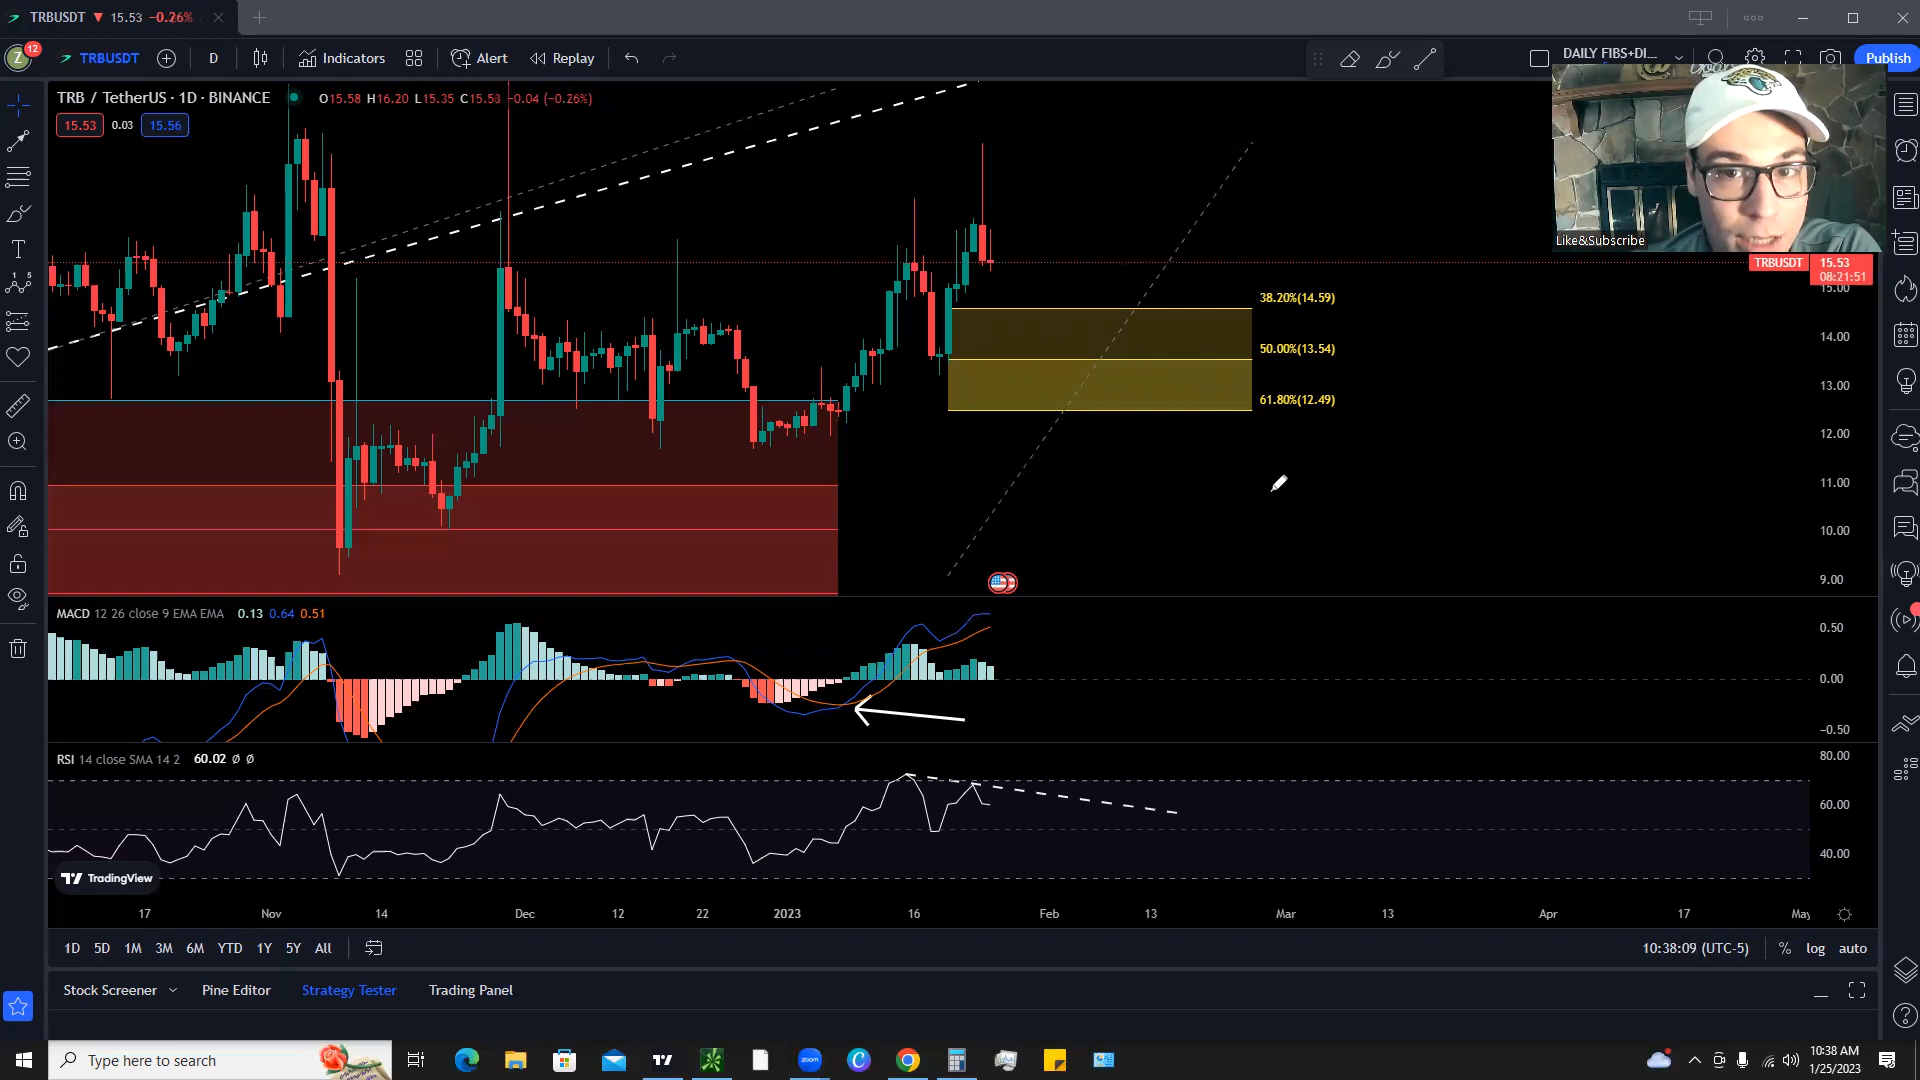 TRBUSDT ▼ 15.53 −0.26%
Z 12 TRBUSDT D Indicators Alert Replay DAILY FIBS+DI... Publish
TRB / TetherUS · 1D · BINANCE O15.58 H16.20 L15.35 C15.53 −0.04 (−0.26%)
15.53 0.03 15.56
Like&Subscribe
TRBUSDT 15.53
08:21:51
15.00
38.20%(14.59)
14.00
50.00%(13.54)
13.00
61.80%(12.49)
12.00
11.00
10.00
9.00
MACD 12 26 close 9 EMA EMA 0.13 0.64 0.51
0.50
0.00
−0.50
RSI 14 close SMA 14 2 60.02 Ø Ø
80.00
60.00
40.00
TradingView
17 Nov 14 Dec 12 22 2023 16 Feb 13 Mar 13 Apr 17 May
1D 5D 1M 3M 6M YTD 1Y 5Y All 10:38:09 (UTC-5) % log auto
Stock Screener Pine Editor Strategy Tester Trading Panel
Type here to search
zoom
10:38 AM
1/25/2023